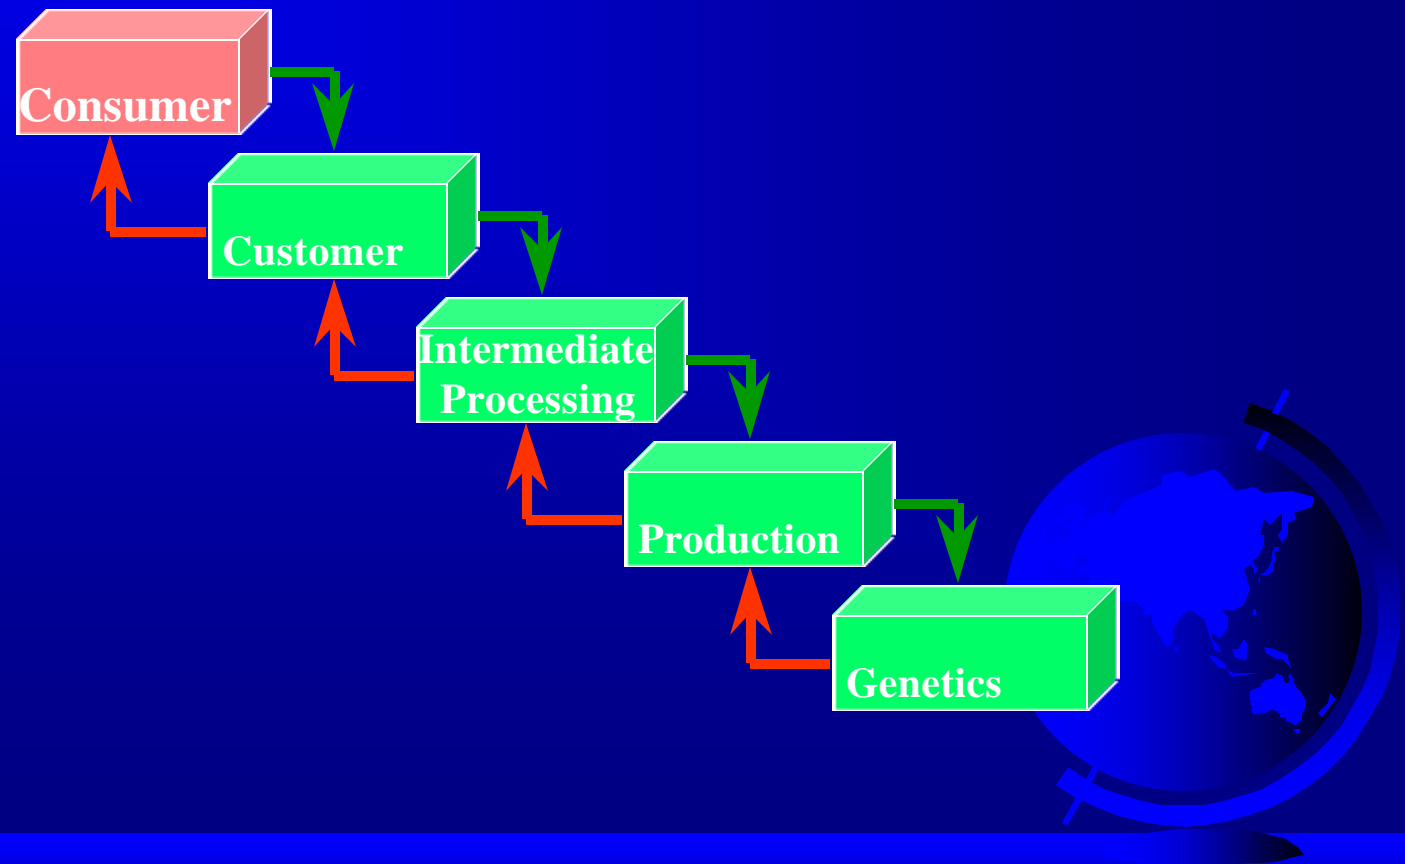 Consumer
Customer
Intermediate
Processing
Production
Genetics